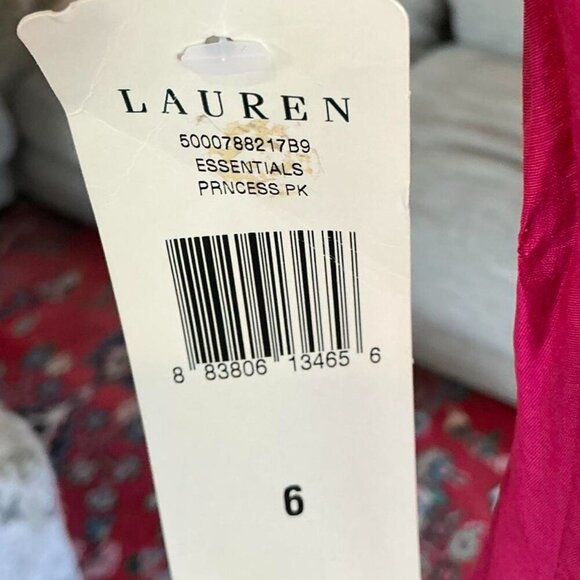 LAUREN
5000788217B9
ESSENTIALS
PRNCESS PK
8 83806 13465 6
6